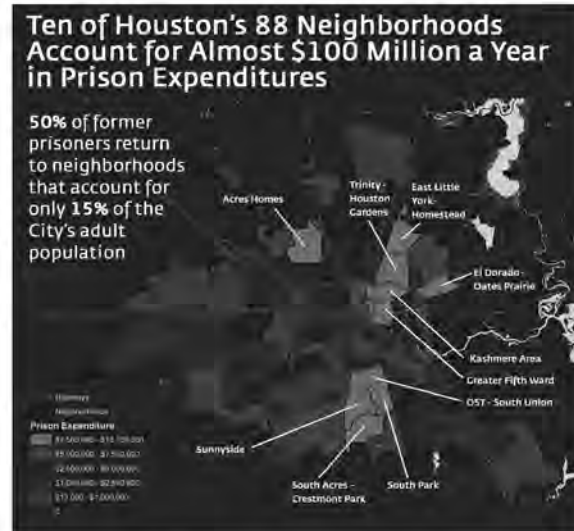 Ten of Houston's 88 Neighborhoods
Account for Almost $100 Million a Year
in Prison Expenditures
50% of former
prisoners return
to neighborhoods
that account for
only 15% of the
City's adult
population
Acres Homes
Trinity -
Houston
Gardens
East Little
York-
Homestead
El Dorado -
Oates Prairie
Kashmere Area
Greater Fifth Ward
OST - South Union
Sunnyside
South Acres -
Crestmont Park
South Park
Highways
Neighborhoods
Prison Expenditure